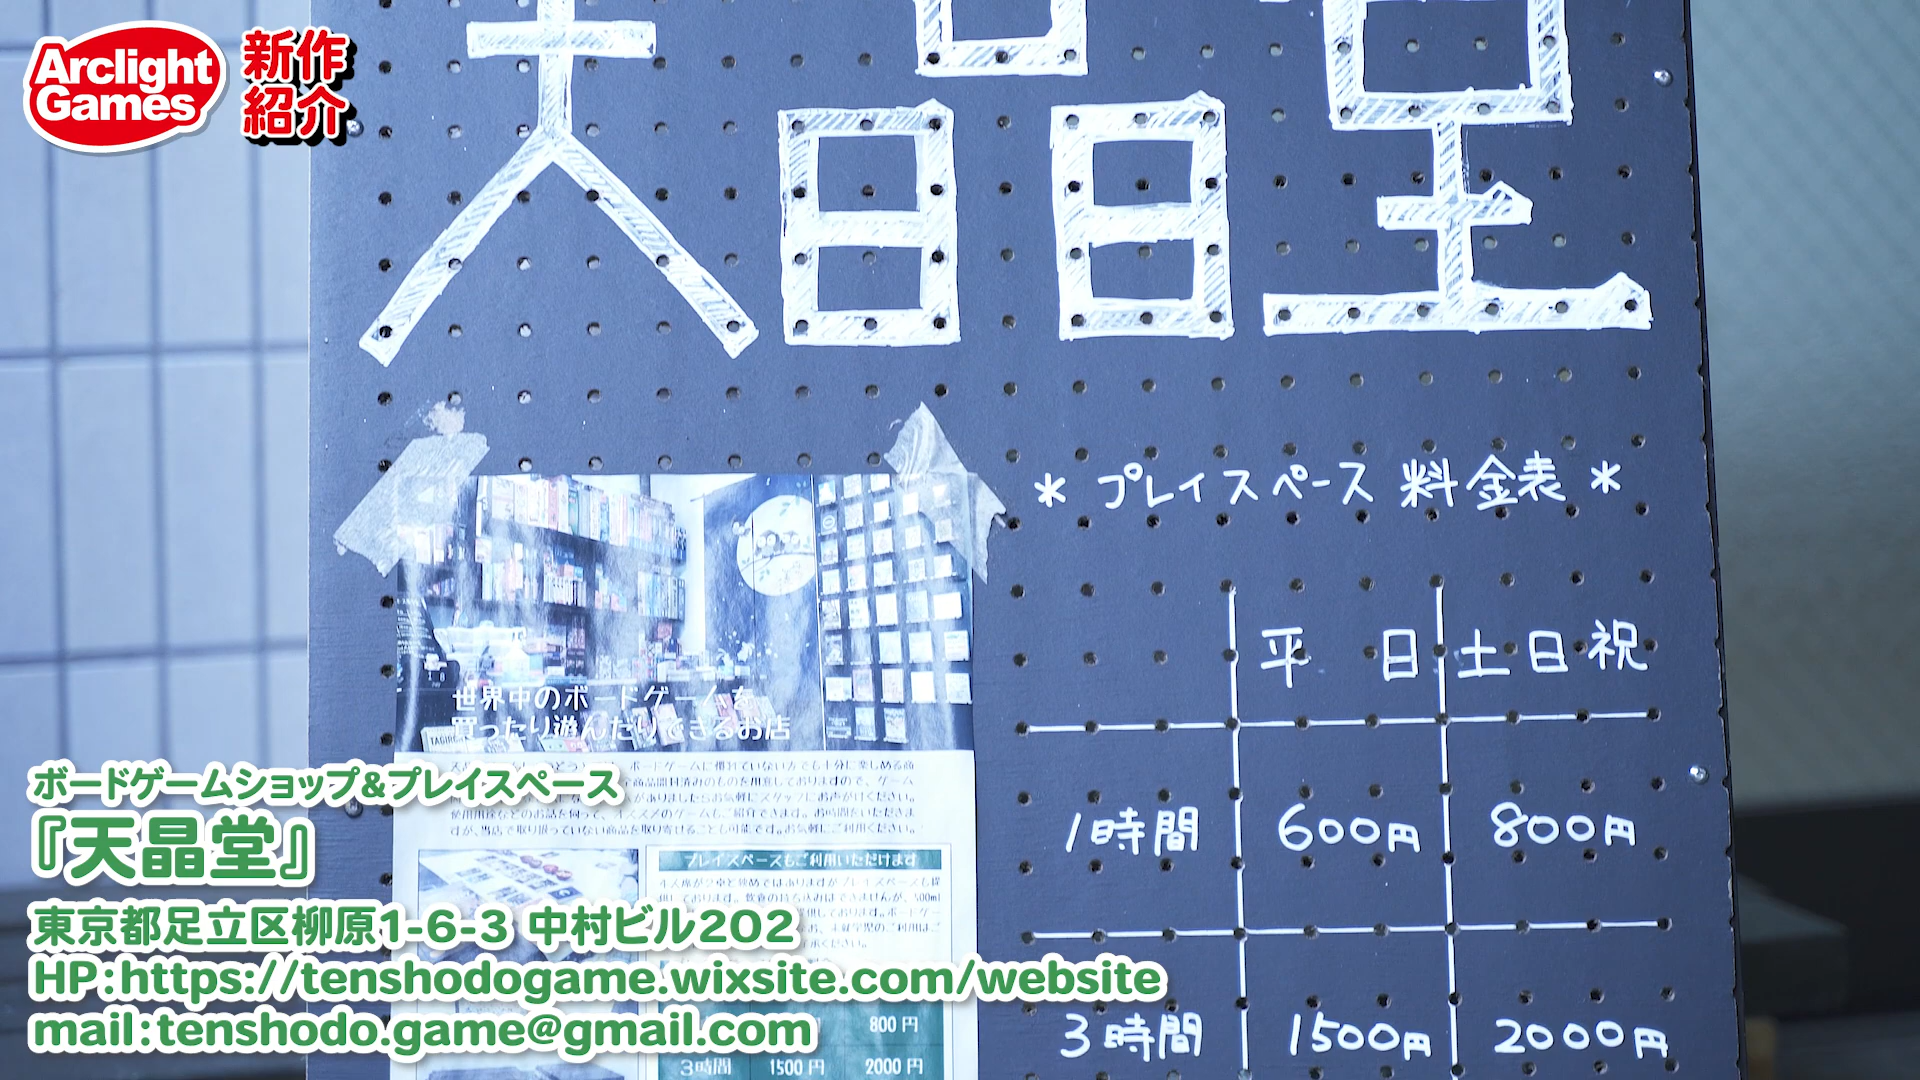 Arclight
Games
新作
紹介
天晶堂
＊プレイスペース 料金表＊
平 日 土日祝
1時間 600円 800円
3時間 1500円 2000円
世界中のボードゲームを
買ったり遊んだりできるお店
プレイスペースもご利用いただけます
800円
3時間 1500円 2000円
ボードゲームショップ&プレイスペース
『天晶堂』
東京都足立区柳原1-6-3 中村ビル202
HP:https://tenshodogame.wixsite.com/website
mail:tenshodo.game@gmail.com